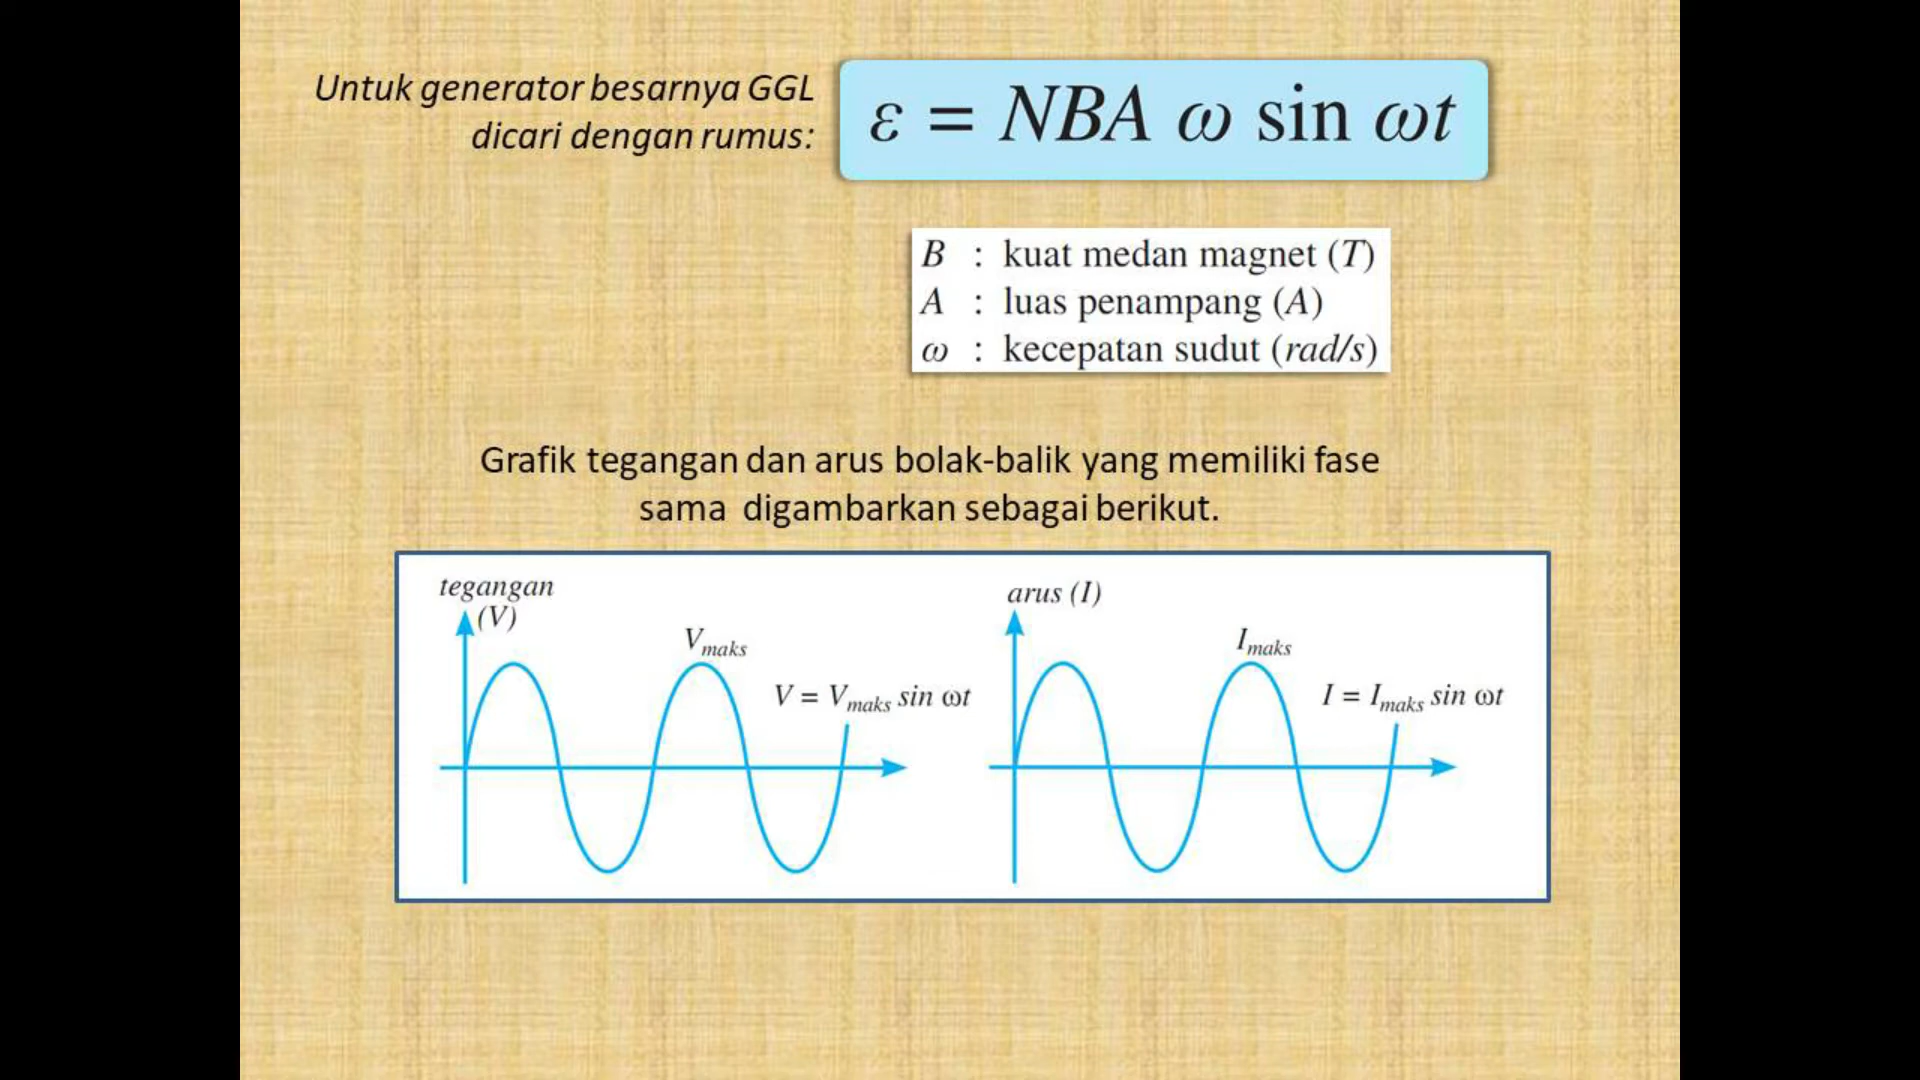 Untuk generator besarnya GGL
dicari dengan rumus:
ε = NBA ω sin ωt
B : kuat medan magnet (T)
A : luas penampang (A)
ω : kecepatan sudut (rad/s)
Grafik tegangan dan arus bolak-balik yang memiliki fase
sama digambarkan sebagai berikut.
tegangan
(V)
Vmaks
V = Vmaks sin ωt
arus (I)
Imaks
I = Imaks sin ωt